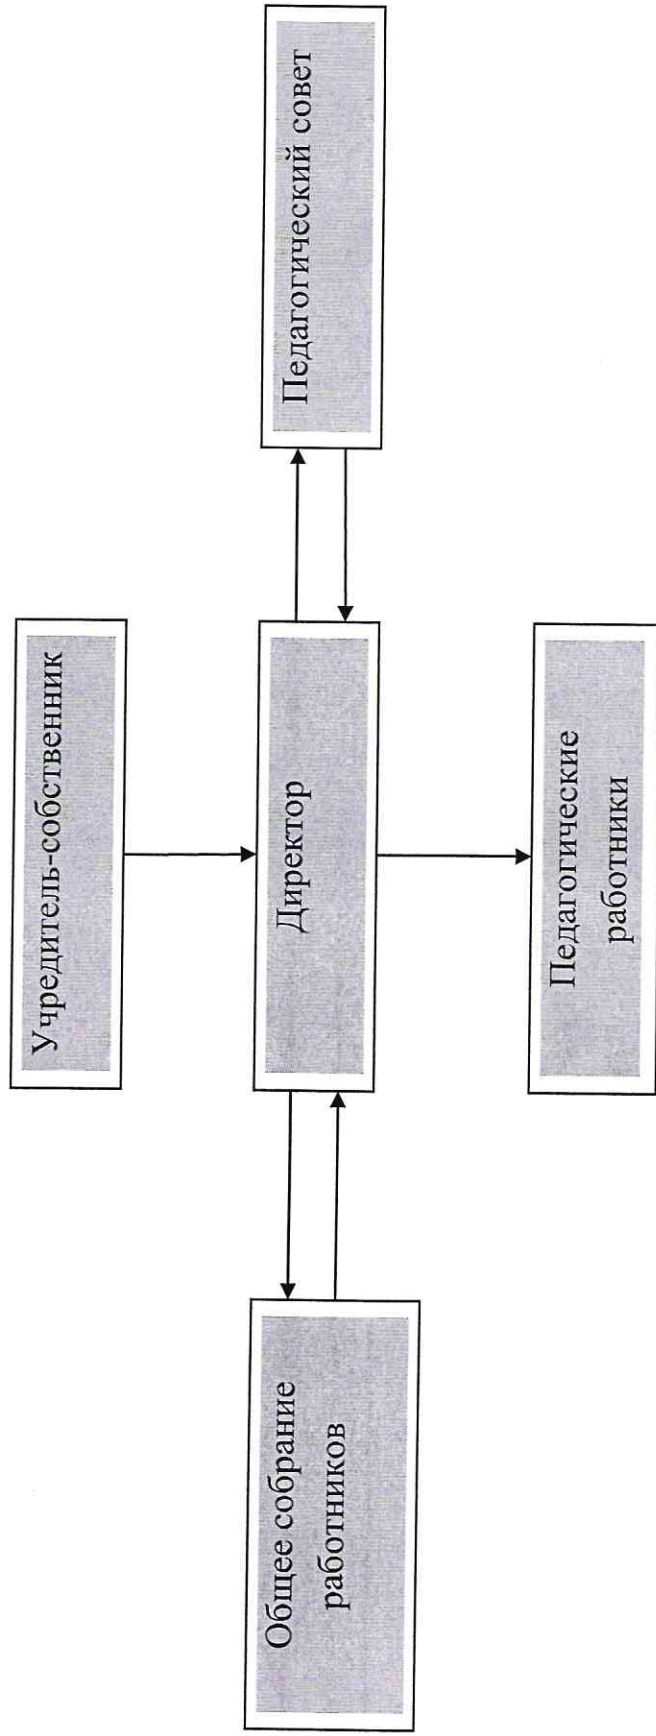 Учредитель-собственник
Общее собрание
работников
Директор
Педагогический совет
Педагогические
работники